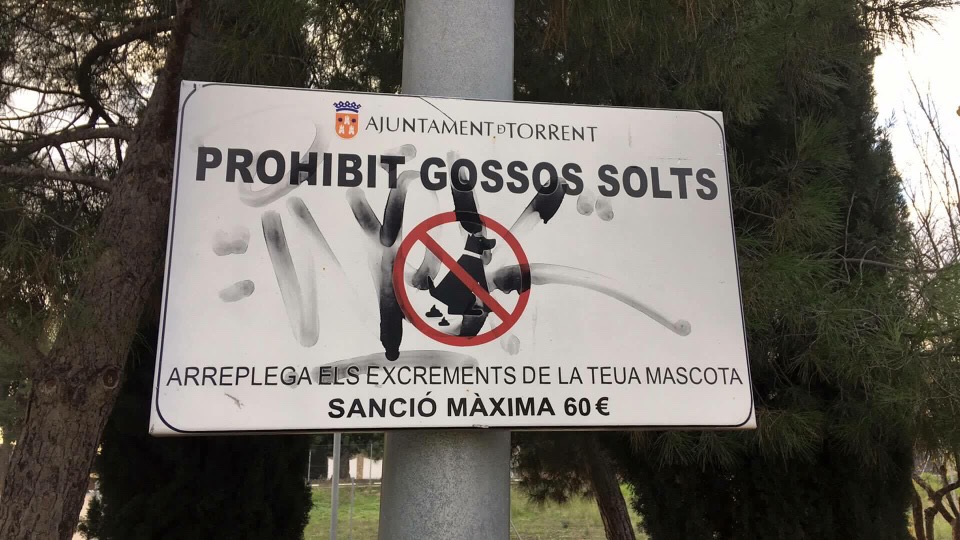 AJUNTAMENT D TORRENT
PROHIBIT GOSSOS SOLTS
ARREPLEGA ELS EXCREMENTS DE LA TEUA MASCOTA
SANCIÓ MÀXIMA 60 €